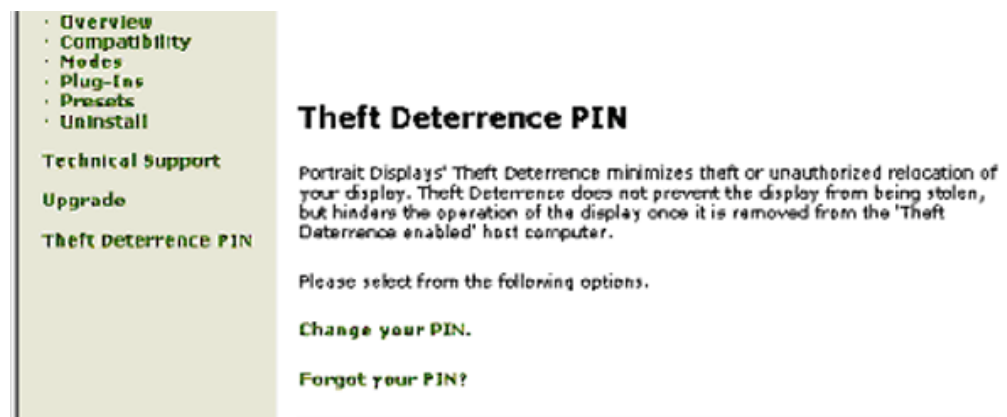 · Overview
· Compatibility
· Modes
· Plug-Ins
· Presets
· Uninstall
Technical Support
Upgrade
Theft Deterrence PIN
Theft Deterrence PIN
Portrait Displays' Theft Deterrence minimizes theft or unauthorized relocation of
your display. Theft Deterrence does not prevent the display from being stolen,
but hinders the operation of the display once it is removed from the 'Theft
Deterrence enabled' host computer.
Please select from the following options.
Change your PIN.
Forgot your PIN?